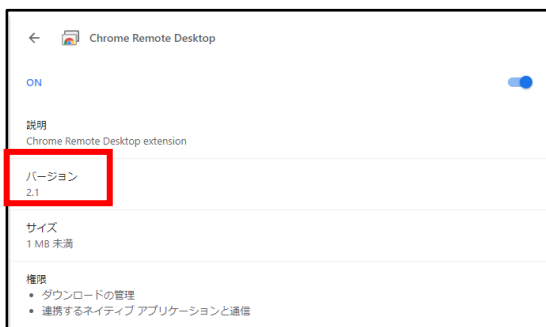 Chrome Remote Desktop
ON
説明
Chrome Remote Desktop extension
バージョン
2.1
サイズ
1 MB 未満
権限
• ダウンロードの管理
• 連携するネイティブ アプリケーションと通信